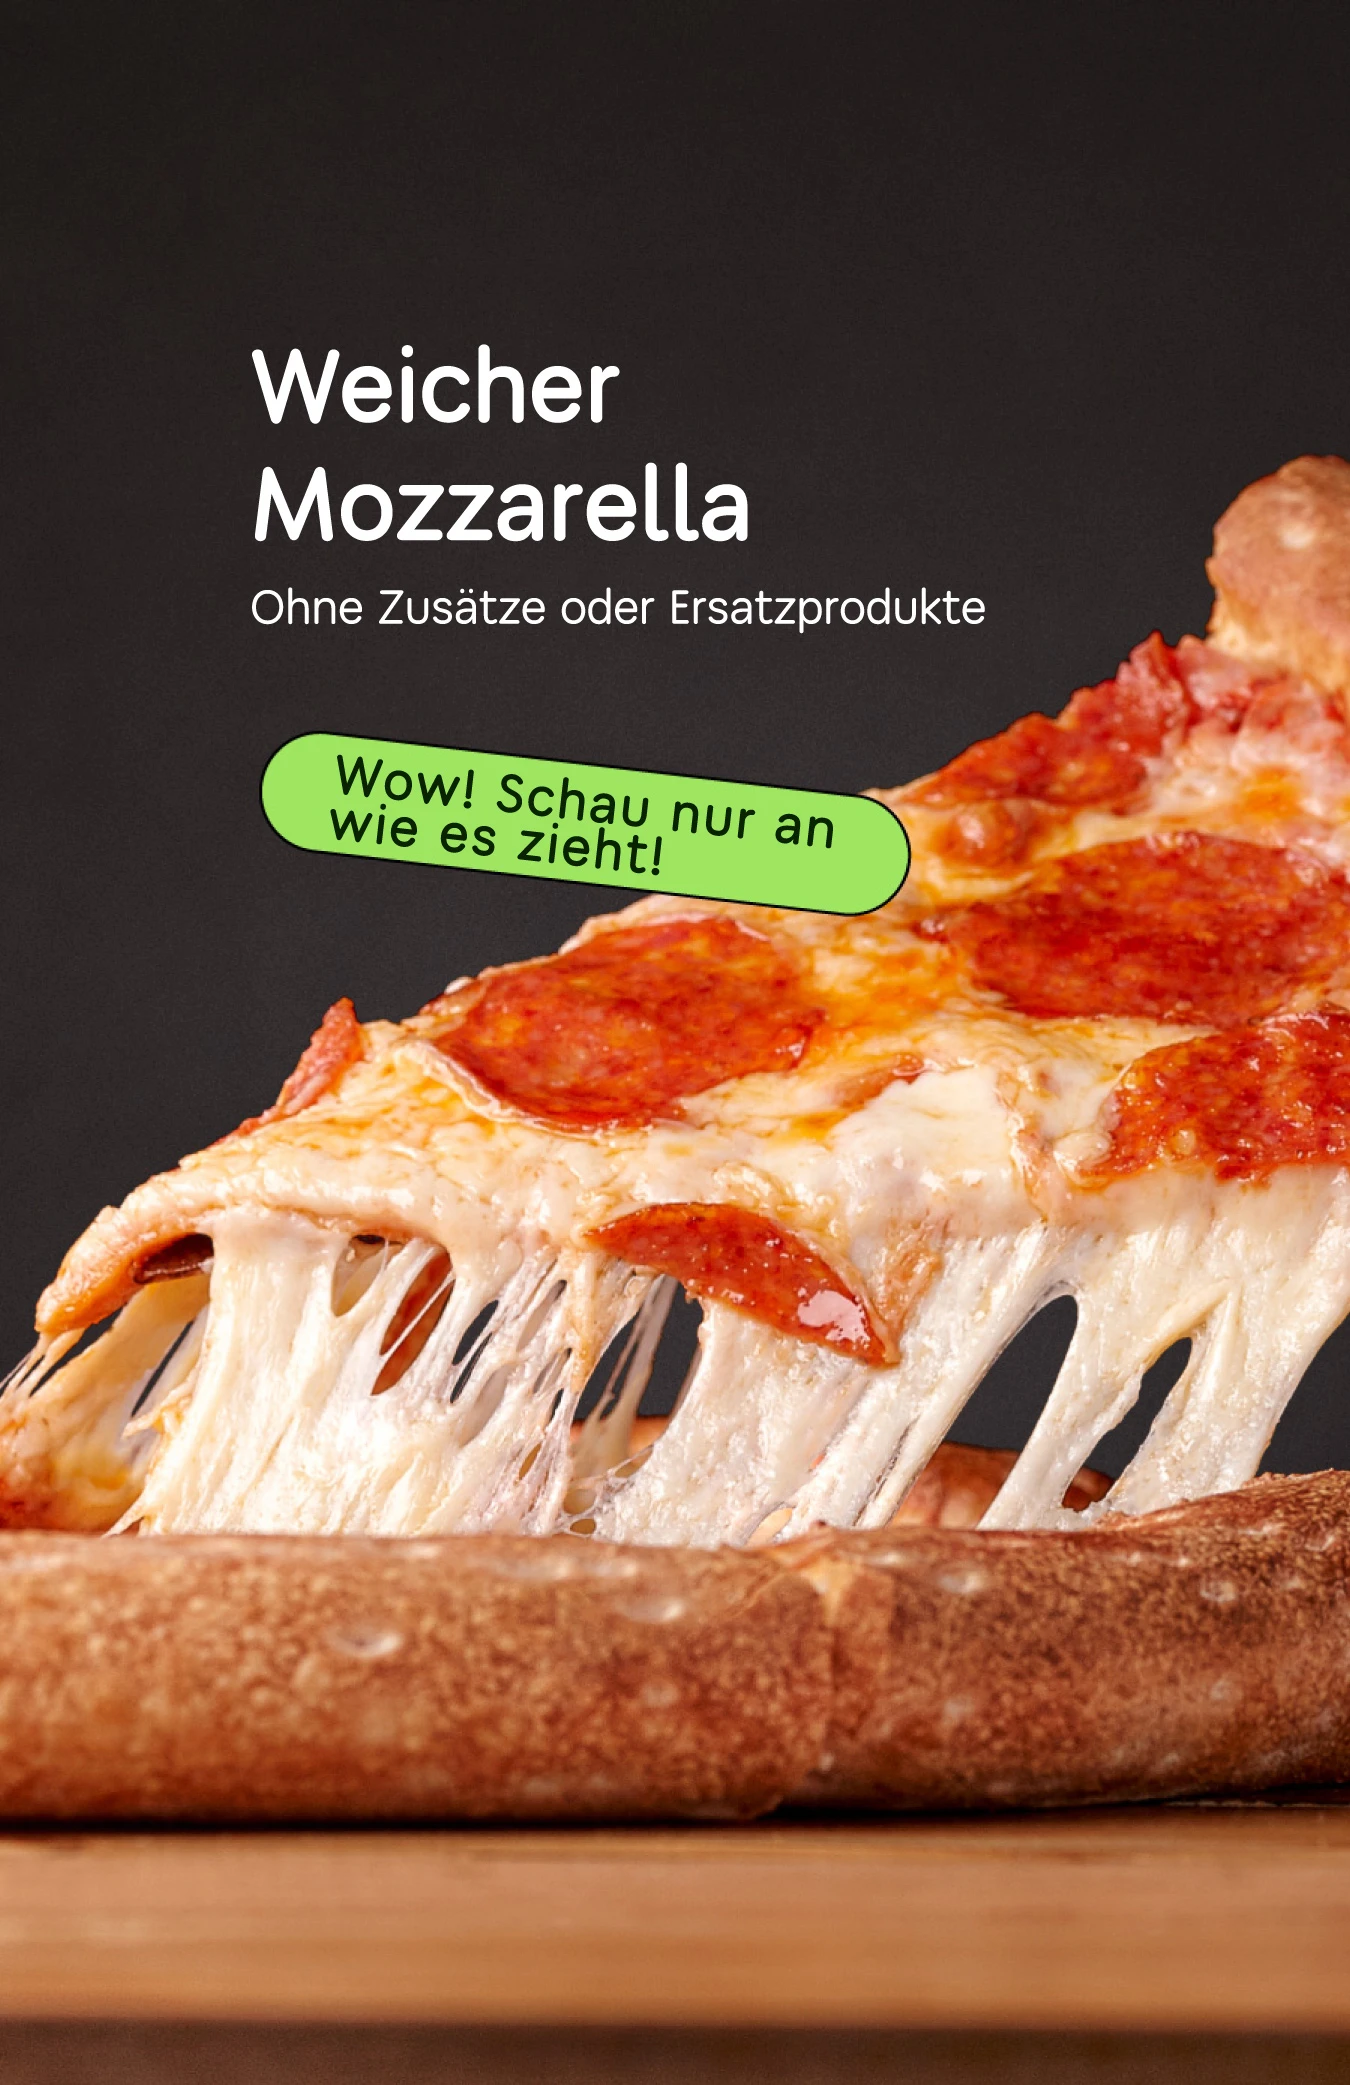 Weicher
Mozzarella
Ohne Zusätze oder Ersatzprodukte
Wow! Schau nur an
wie es zieht!